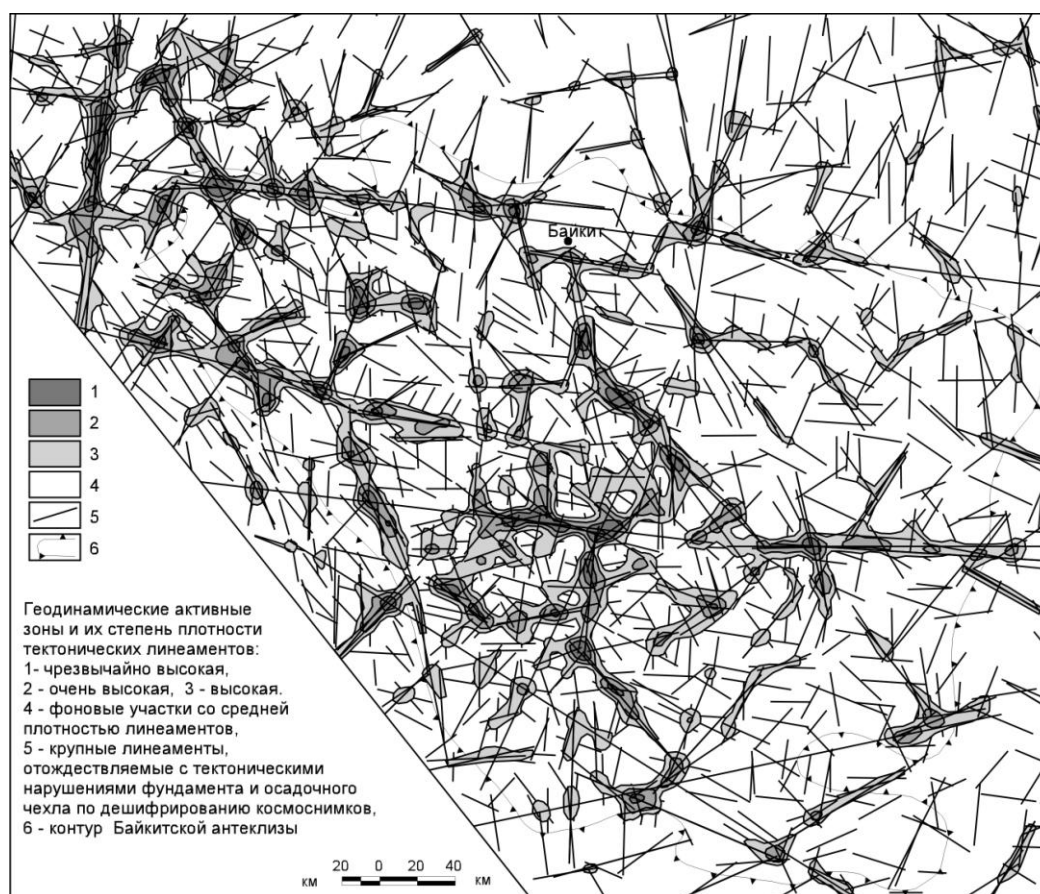 Байкит
1
2
3
4
5
6
Геодинамические активные
зоны и их степень плотности
тектонических линеаментов:
1- чрезвычайно высокая,
2 - очень высокая, 3 - высокая.
4 - фоновые участки со средней
плотностью линеаментов,
5 - крупные линеаменты,
отождествляемые с тектоническими
нарушениями фундамента и осадочного
чехла по дешифрированию космоснимков,
6 - контур Байкитской антеклизы
20 0 20 40
км км